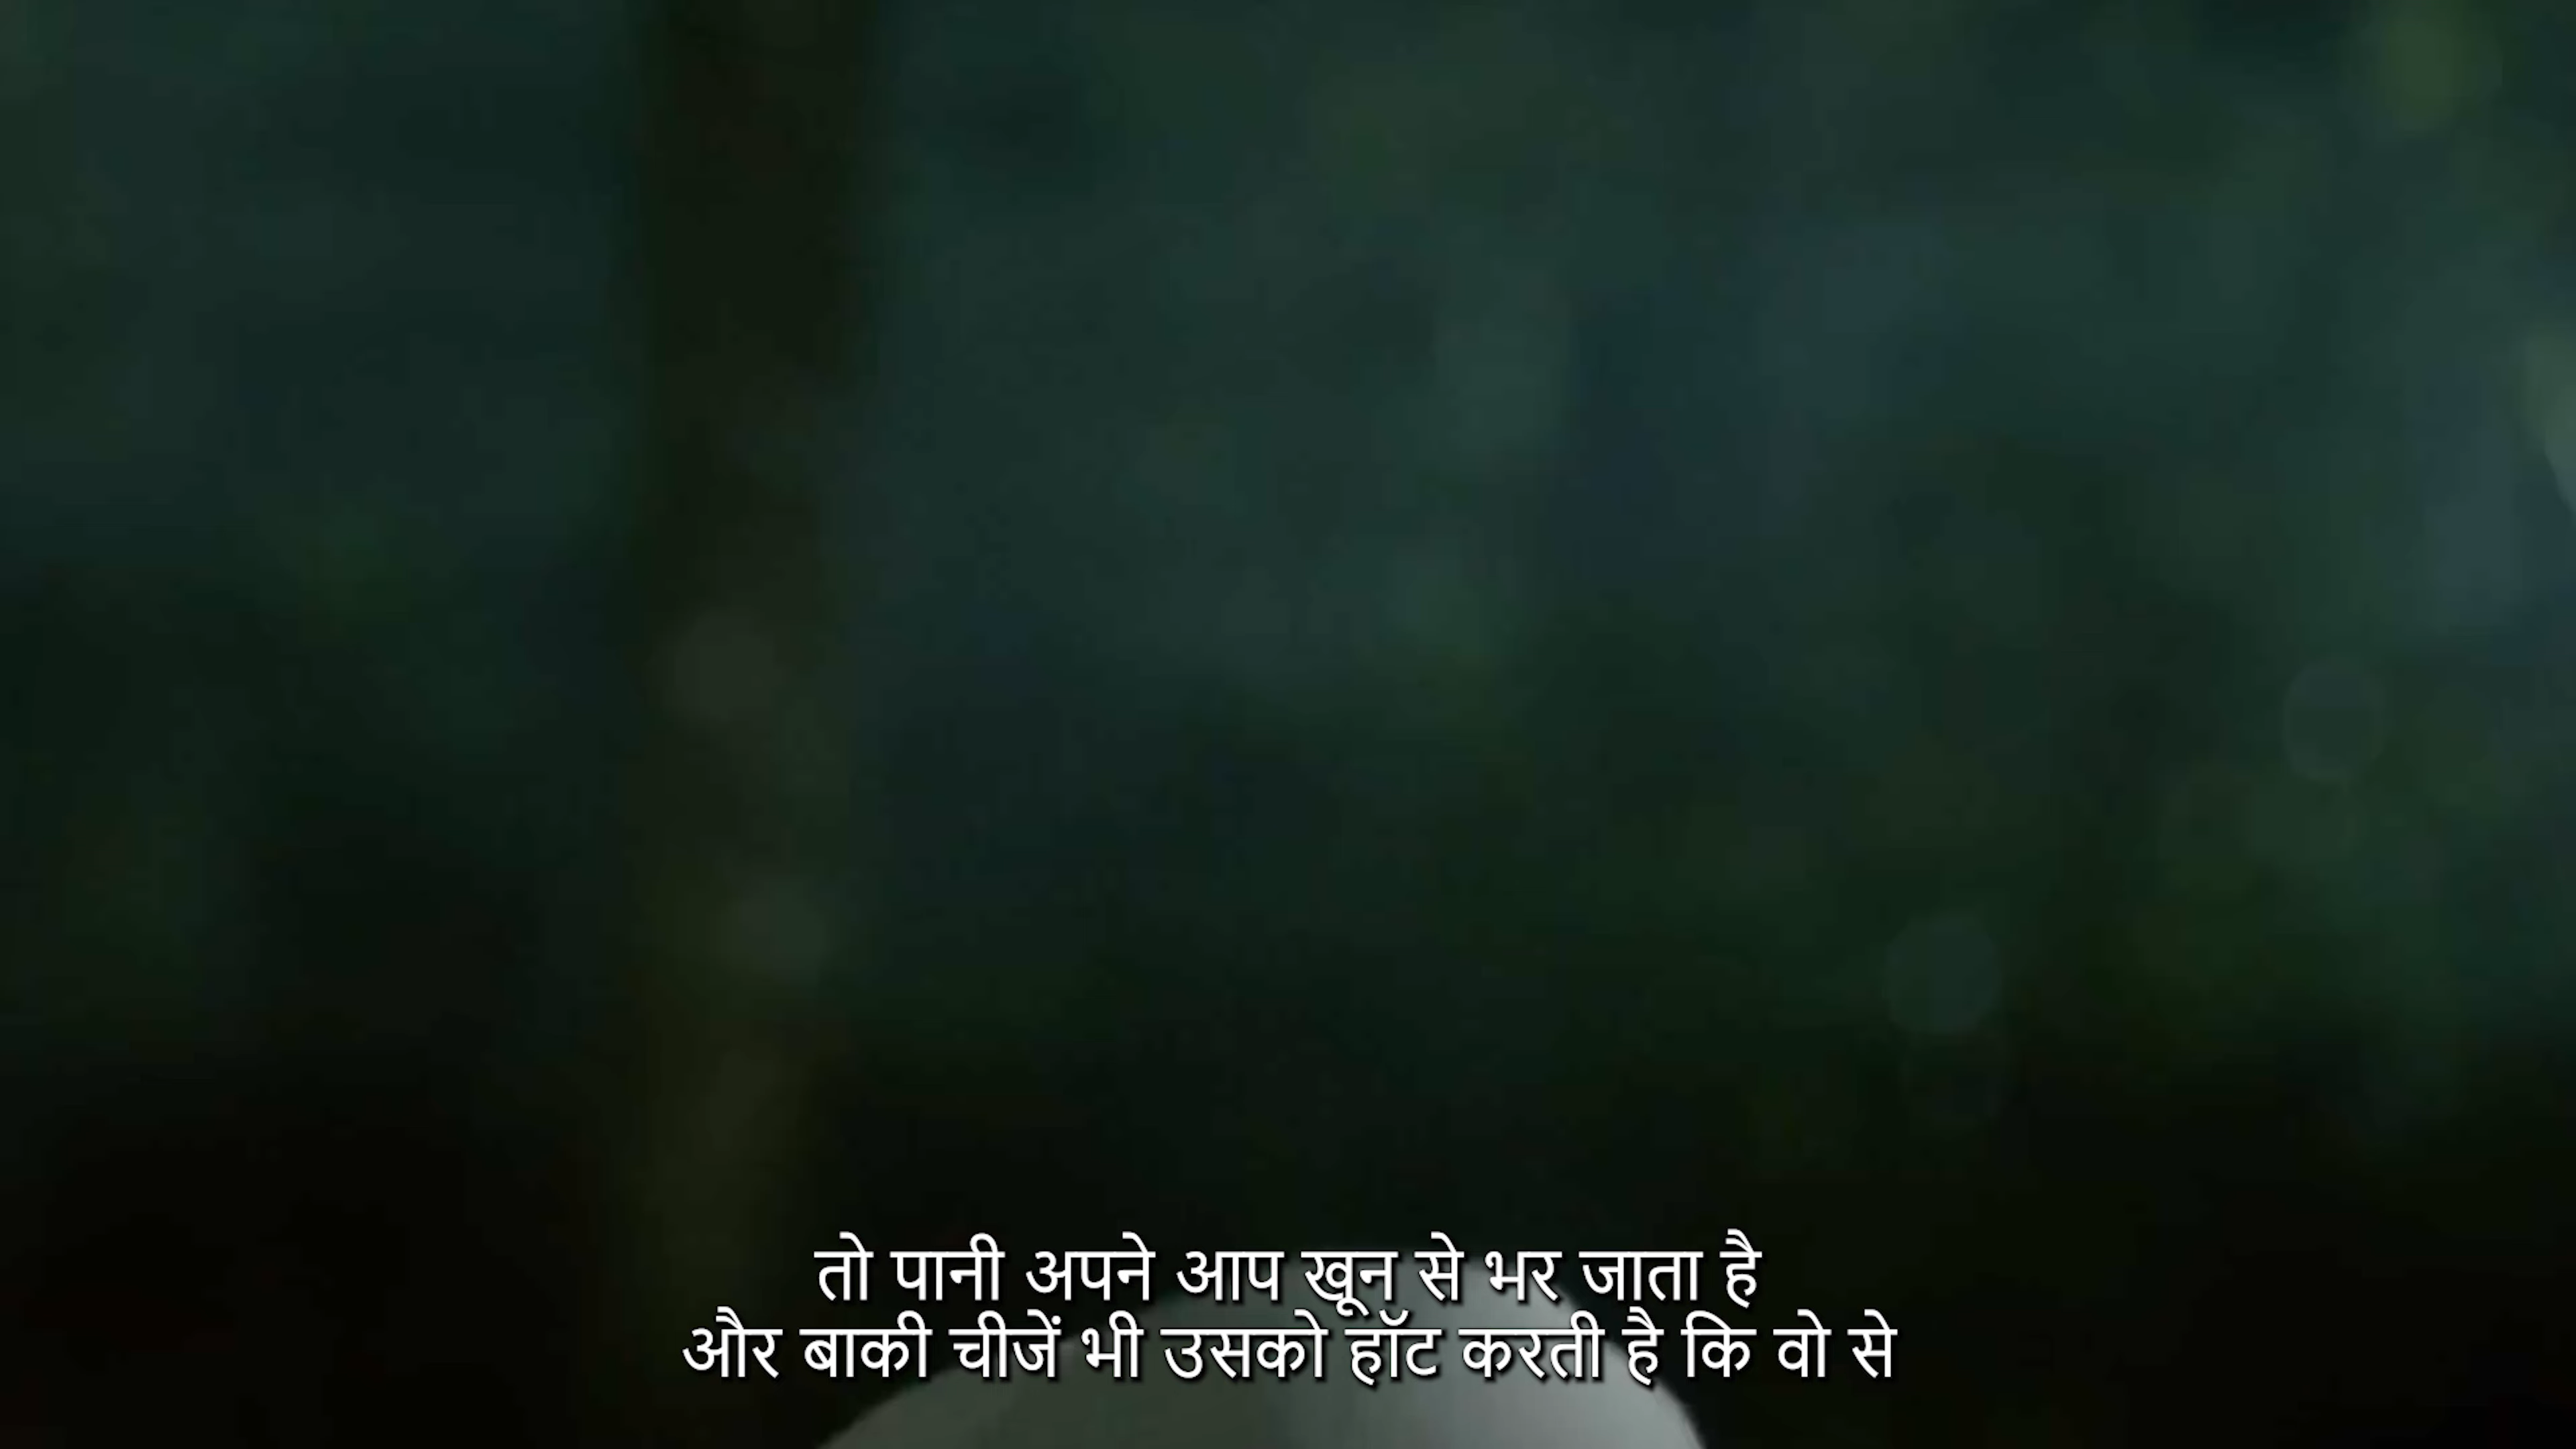 तो पानी अपने आप खून से भर जाता है
और बाकी चीजें भी उसको हॉट करती है कि वो से